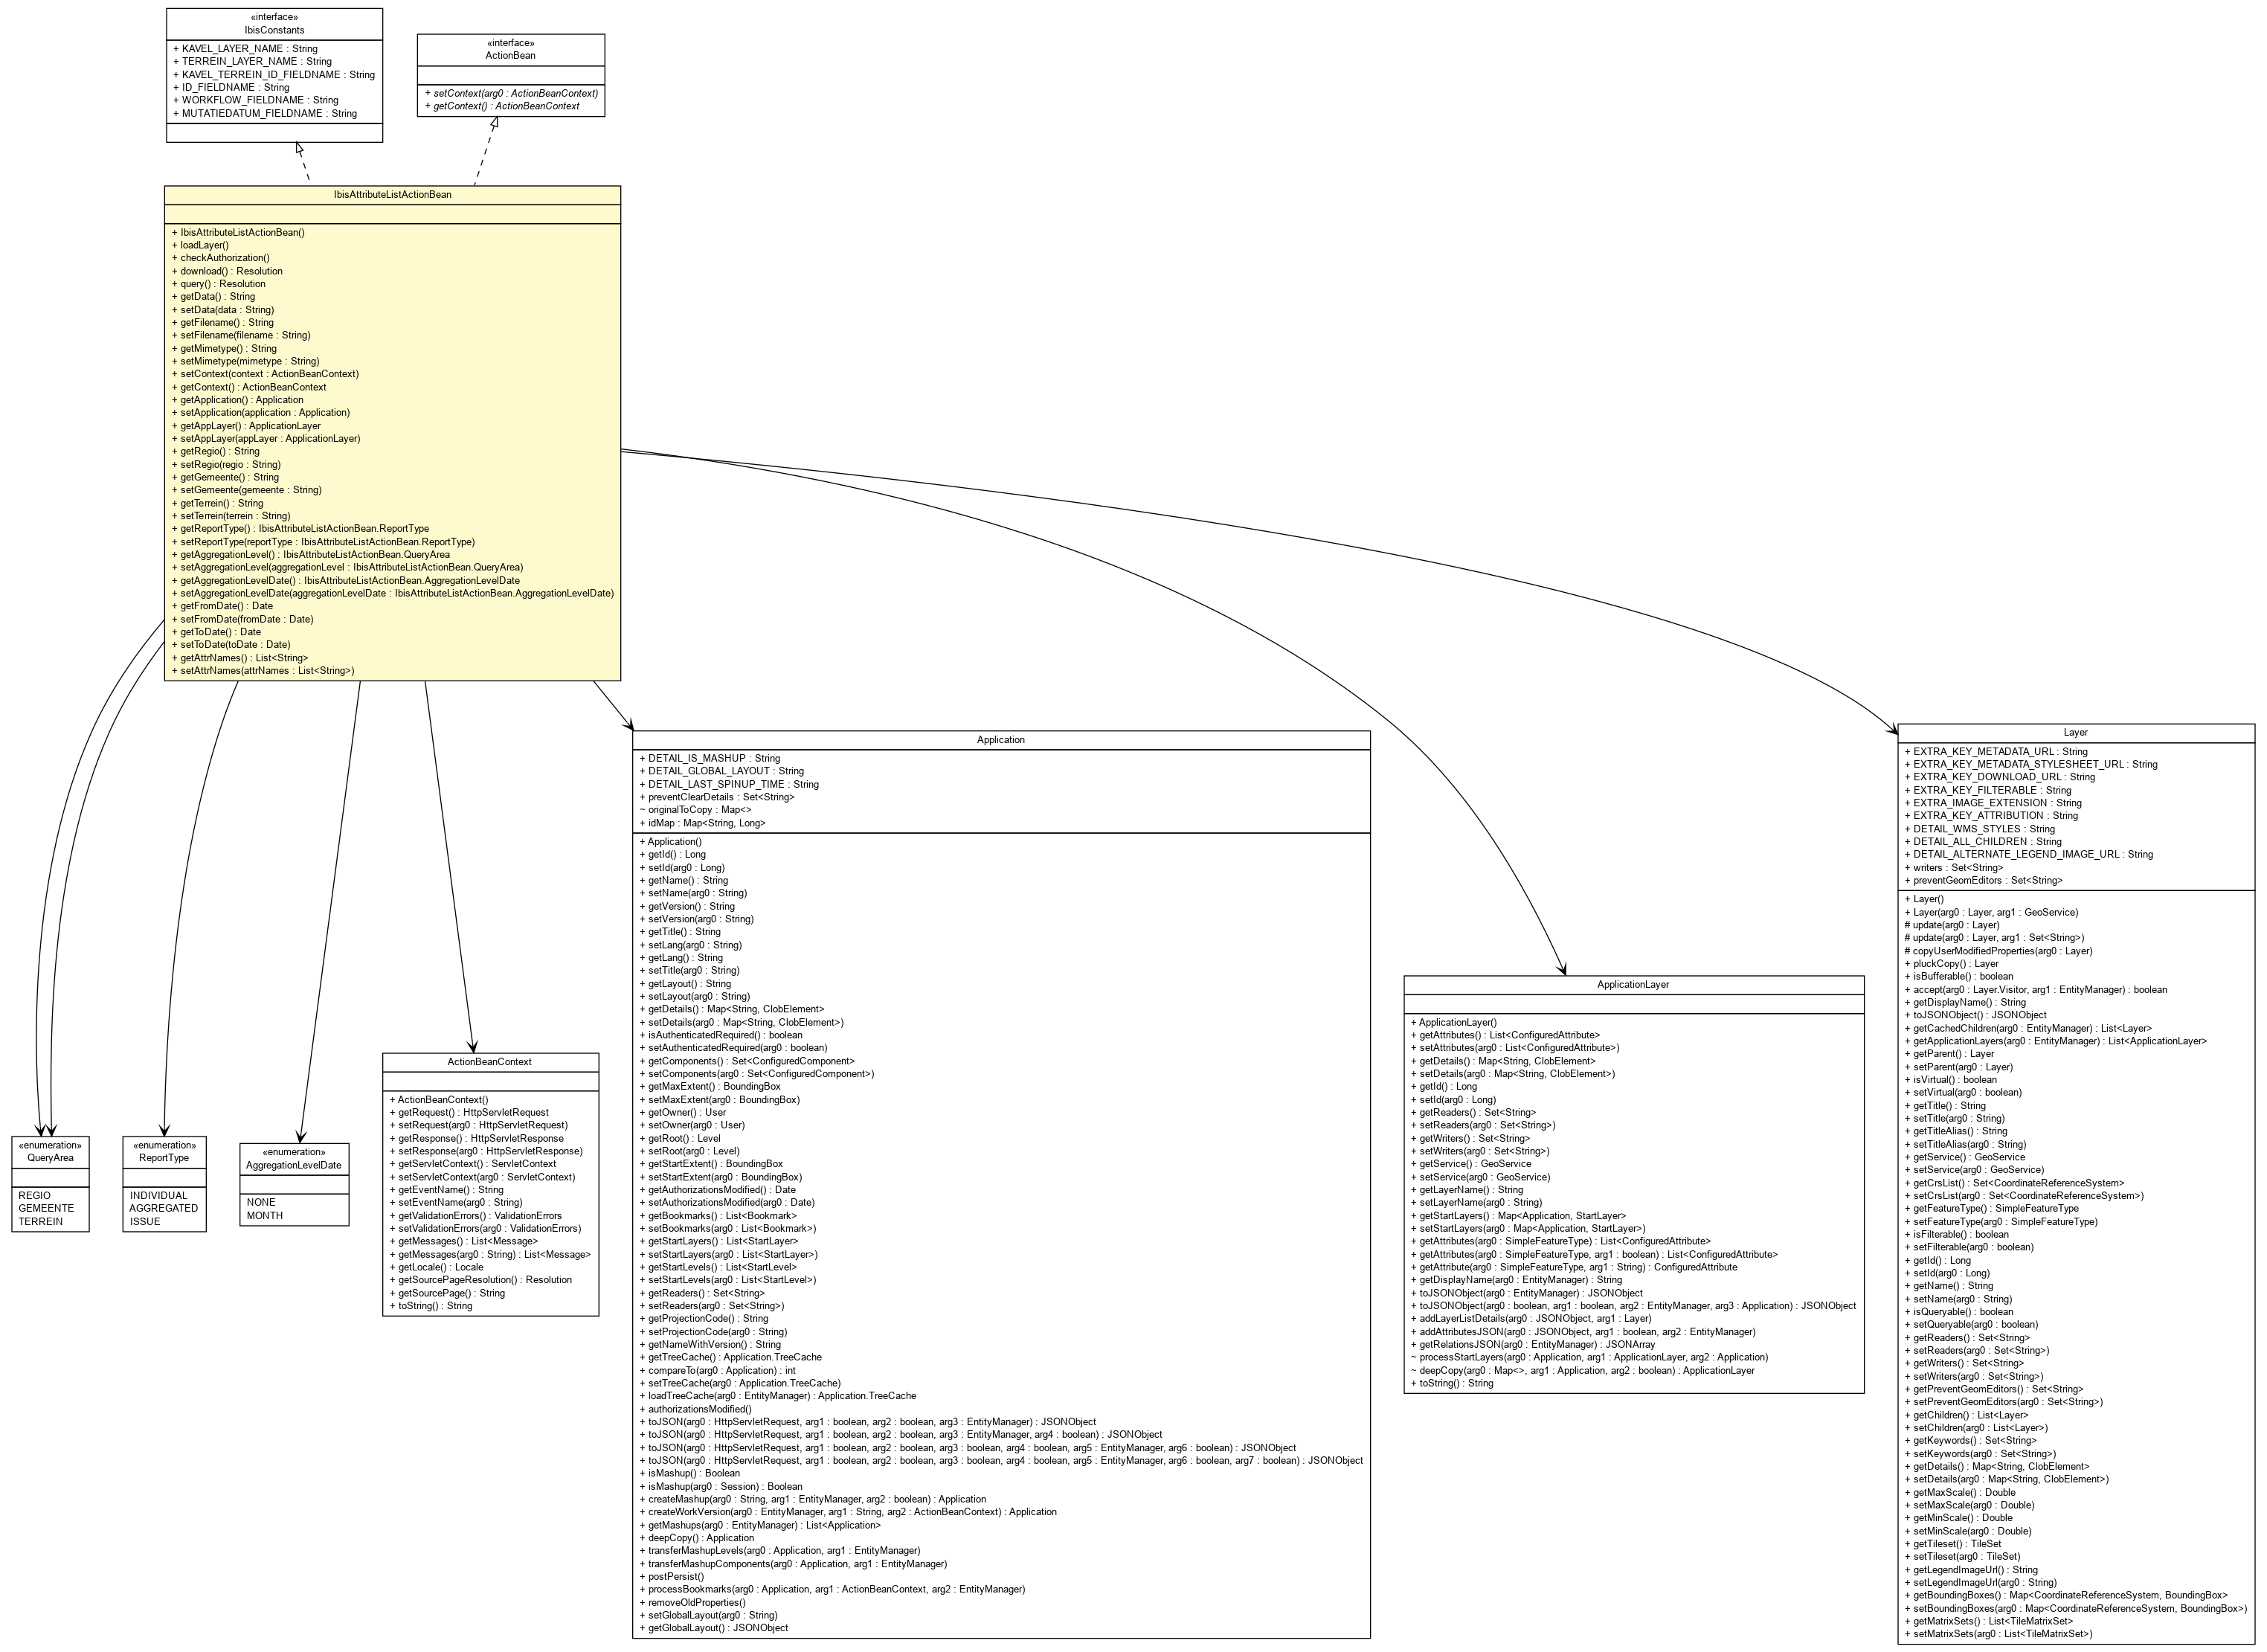 «interface»
IbisConstants
+ KAVEL_LAYER_NAME : String
+ TERREIN_LAYER_NAME : String
+ KAVEL_TERREIN_ID_FIELDNAME : String
+ ID_FIELDNAME : String
+ WORKFLOW_FIELDNAME : String
+ MUTATIEDATUM_FIELDNAME : String
«interface»
ActionBean
+ setContext(arg0 : ActionBeanContext)
+ getContext() : ActionBeanContext
IbisAttributeListActionBean
+ IbisAttributeListActionBean()
+ loadLayer()
+ checkAuthorization()
+ download() : Resolution
+ query() : Resolution
+ getData() : String
+ setData(data : String)
+ getFilename() : String
+ setFilename(filename : String)
+ getMimetype() : String
+ setMimetype(mimetype : String)
+ setContext(context : ActionBeanContext)
+ getContext() : ActionBeanContext
+ getApplication() : Application
+ setApplication(application : Application)
+ getAppLayer() : ApplicationLayer
+ setAppLayer(appLayer : ApplicationLayer)
+ getRegio() : String
+ setRegio(regio : String)
+ getGemeente() : String
+ setGemeente(gemeente : String)
+ getTerrein() : String
+ setTerrein(terrein : String)
+ getReportType() : IbisAttributeListActionBean.ReportType
+ setReportType(reportType : IbisAttributeListActionBean.ReportType)
+ getAggregationLevel() : IbisAttributeListActionBean.QueryArea
+ setAggregationLevel(aggregationLevel : IbisAttributeListActionBean.QueryArea)
+ getAggregationLevelDate() : IbisAttributeListActionBean.AggregationLevelDate
+ setAggregationLevelDate(aggregationLevelDate : IbisAttributeListActionBean.AggregationLevelDate)
+ getFromDate() : Date
+ setFromDate(fromDate : Date)
+ getToDate() : Date
+ setToDate(toDate : Date)
+ getAttrNames() : List<String>
+ setAttrNames(attrNames : List<String>)
«enumeration»
QueryArea
REGIO
GEMEENTE
TERREIN
«enumeration»
ReportType
INDIVIDUAL
AGGREGATED
ISSUE
«enumeration»
AggregationLevelDate
NONE
MONTH
ActionBeanContext
+ ActionBeanContext()
+ getRequest() : HttpServletRequest
+ setRequest(arg0 : HttpServletRequest)
+ getResponse() : HttpServletResponse
+ setResponse(arg0 : HttpServletResponse)
+ getServletContext() : ServletContext
+ setServletContext(arg0 : ServletContext)
+ getEventName() : String
+ setEventName(arg0 : String)
+ getValidationErrors() : ValidationErrors
+ setValidationErrors(arg0 : ValidationErrors)
+ getMessages() : List<Message>
+ getMessages(arg0 : String) : List<Message>
+ getLocale() : Locale
+ getSourcePageResolution() : Resolution
+ getSourcePage() : String
+ toString() : String
Application
+ DETAIL_IS_MASHUP : String
+ DETAIL_GLOBAL_LAYOUT : String
+ DETAIL_LAST_SPINUP_TIME : String
+ preventClearDetails : Set<String>
~ originalToCopy : Map<>
+ idMap : Map<String, Long>
+ Application()
+ getId() : Long
+ setId(arg0 : Long)
+ getName() : String
+ setName(arg0 : String)
+ getVersion() : String
+ setVersion(arg0 : String)
+ getTitle() : String
+ setLang(arg0 : String)
+ getLang() : String
+ setTitle(arg0 : String)
+ getLayout() : String
+ setLayout(arg0 : String)
+ getDetails() : Map<String, ClobElement>
+ setDetails(arg0 : Map<String, ClobElement>)
+ isAuthenticatedRequired() : boolean
+ setAuthenticatedRequired(arg0 : boolean)
+ getComponents() : Set<ConfiguredComponent>
+ setComponents(arg0 : Set<ConfiguredComponent>)
+ getMaxExtent() : BoundingBox
+ setMaxExtent(arg0 : BoundingBox)
+ getOwner() : User
+ setOwner(arg0 : User)
+ getRoot() : Level
+ setRoot(arg0 : Level)
+ getStartExtent() : BoundingBox
+ setStartExtent(arg0 : BoundingBox)
+ getAuthorizationsModified() : Date
+ setAuthorizationsModified(arg0 : Date)
+ getBookmarks() : List<Bookmark>
+ setBookmarks(arg0 : List<Bookmark>)
+ getStartLayers() : List<StartLayer>
+ setStartLayers(arg0 : List<StartLayer>)
+ getStartLevels() : List<StartLevel>
+ setStartLevels(arg0 : List<StartLevel>)
+ getReaders() : Set<String>
+ setReaders(arg0 : Set<String>)
+ getProjectionCode() : String
+ setProjectionCode(arg0 : String)
+ getNameWithVersion() : String
+ getTreeCache() : Application.TreeCache
+ compareTo(arg0 : Application) : int
+ setTreeCache(arg0 : Application.TreeCache)
+ loadTreeCache(arg0 : EntityManager) : Application.TreeCache
+ authorizationsModified()
+ toJSON(arg0 : HttpServletRequest, arg1 : boolean, arg2 : boolean, arg3 : EntityManager) : JSONObject
+ toJSON(arg0 : HttpServletRequest, arg1 : boolean, arg2 : boolean, arg3 : EntityManager, arg4 : boolean) : JSONObject
+ toJSON(arg0 : HttpServletRequest, arg1 : boolean, arg2 : boolean, arg3 : boolean, arg4 : boolean, arg5 : EntityManager, arg6 : boolean) : JSONObject
+ toJSON(arg0 : HttpServletRequest, arg1 : boolean, arg2 : boolean, arg3 : boolean, arg4 : boolean, arg5 : EntityManager, arg6 : boolean, arg7 : boolean) : JSONObject
+ isMashup() : Boolean
+ isMashup(arg0 : Session) : Boolean
+ createMashup(arg0 : String, arg1 : EntityManager, arg2 : boolean) : Application
+ createWorkVersion(arg0 : EntityManager, arg1 : String, arg2 : ActionBeanContext) : Application
+ getMashups(arg0 : EntityManager) : List<Application>
+ deepCopy() : Application
+ transferMashupLevels(arg0 : Application, arg1 : EntityManager)
+ transferMashupComponents(arg0 : Application, arg1 : EntityManager)
+ postPersist()
+ processBookmarks(arg0 : Application, arg1 : ActionBeanContext, arg2 : EntityManager)
+ removeOldProperties()
+ setGlobalLayout(arg0 : String)
+ getGlobalLayout() : JSONObject
ApplicationLayer
+ ApplicationLayer()
+ getAttributes() : List<ConfiguredAttribute>
+ setAttributes(arg0 : List<ConfiguredAttribute>)
+ getDetails() : Map<String, ClobElement>
+ setDetails(arg0 : Map<String, ClobElement>)
+ getId() : Long
+ setId(arg0 : Long)
+ getReaders() : Set<String>
+ setReaders(arg0 : Set<String>)
+ getWriters() : Set<String>
+ setWriters(arg0 : Set<String>)
+ getService() : GeoService
+ setService(arg0 : GeoService)
+ getLayerName() : String
+ setLayerName(arg0 : String)
+ getStartLayers() : Map<Application, StartLayer>
+ setStartLayers(arg0 : Map<Application, StartLayer>)
+ getAttributes(arg0 : SimpleFeatureType) : List<ConfiguredAttribute>
+ getAttributes(arg0 : SimpleFeatureType, arg1 : boolean) : List<ConfiguredAttribute>
+ getAttribute(arg0 : SimpleFeatureType, arg1 : String) : ConfiguredAttribute
+ getDisplayName(arg0 : EntityManager) : String
+ toJSONObject(arg0 : EntityManager) : JSONObject
+ toJSONObject(arg0 : boolean, arg1 : boolean, arg2 : EntityManager, arg3 : Application) : JSONObject
+ addLayerListDetails(arg0 : JSONObject, arg1 : Layer)
+ addAttributesJSON(arg0 : JSONObject, arg1 : boolean, arg2 : EntityManager)
+ getRelationsJSON(arg0 : EntityManager) : JSONArray
~ processStartLayers(arg0 : Application, arg1 : ApplicationLayer, arg2 : Application)
~ deepCopy(arg0 : Map<>, arg1 : Application, arg2 : boolean) : ApplicationLayer
+ toString() : String
Layer
+ EXTRA_KEY_METADATA_URL : String
+ EXTRA_KEY_METADATA_STYLESHEET_URL : String
+ EXTRA_KEY_DOWNLOAD_URL : String
+ EXTRA_KEY_FILTERABLE : String
+ EXTRA_IMAGE_EXTENSION : String
+ EXTRA_KEY_ATTRIBUTION : String
+ DETAIL_WMS_STYLES : String
+ DETAIL_ALL_CHILDREN : String
+ DETAIL_ALTERNATE_LEGEND_IMAGE_URL : String
+ writers : Set<String>
+ preventGeomEditors : Set<String>
+ Layer()
+ Layer(arg0 : Layer, arg1 : GeoService)
# update(arg0 : Layer)
# update(arg0 : Layer, arg1 : Set<String>)
# copyUserModifiedProperties(arg0 : Layer)
+ pluckCopy() : Layer
+ isBufferable() : boolean
+ accept(arg0 : Layer.Visitor, arg1 : EntityManager) : boolean
+ getDisplayName() : String
+ toJSONObject() : JSONObject
+ getCachedChildren(arg0 : EntityManager) : List<Layer>
+ getApplicationLayers(arg0 : EntityManager) : List<ApplicationLayer>
+ getParent() : Layer
+ setParent(arg0 : Layer)
+ isVirtual() : boolean
+ setVirtual(arg0 : boolean)
+ getTitle() : String
+ setTitle(arg0 : String)
+ getTitleAlias() : String
+ setTitleAlias(arg0 : String)
+ getService() : GeoService
+ setService(arg0 : GeoService)
+ getCrsList() : Set<CoordinateReferenceSystem>
+ setCrsList(arg0 : Set<CoordinateReferenceSystem>)
+ getFeatureType() : SimpleFeatureType
+ setFeatureType(arg0 : SimpleFeatureType)
+ isFilterable() : boolean
+ setFilterable(arg0 : boolean)
+ getId() : Long
+ setId(arg0 : Long)
+ getName() : String
+ setName(arg0 : String)
+ isQueryable() : boolean
+ setQueryable(arg0 : boolean)
+ getReaders() : Set<String>
+ setReaders(arg0 : Set<String>)
+ getWriters() : Set<String>
+ setWriters(arg0 : Set<String>)
+ getPreventGeomEditors() : Set<String>
+ setPreventGeomEditors(arg0 : Set<String>)
+ getChildren() : List<Layer>
+ setChildren(arg0 : List<Layer>)
+ getKeywords() : Set<String>
+ setKeywords(arg0 : Set<String>)
+ getDetails() : Map<String, ClobElement>
+ setDetails(arg0 : Map<String, ClobElement>)
+ getMaxScale() : Double
+ setMaxScale(arg0 : Double)
+ getMinScale() : Double
+ setMinScale(arg0 : Double)
+ getTileset() : TileSet
+ setTileset(arg0 : TileSet)
+ getLegendImageUrl() : String
+ setLegendImageUrl(arg0 : String)
+ getBoundingBoxes() : Map<CoordinateReferenceSystem, BoundingBox>
+ setBoundingBoxes(arg0 : Map<CoordinateReferenceSystem, BoundingBox>)
+ getMatrixSets() : List<TileMatrixSet>
+ setMatrixSets(arg0 : List<TileMatrixSet>)